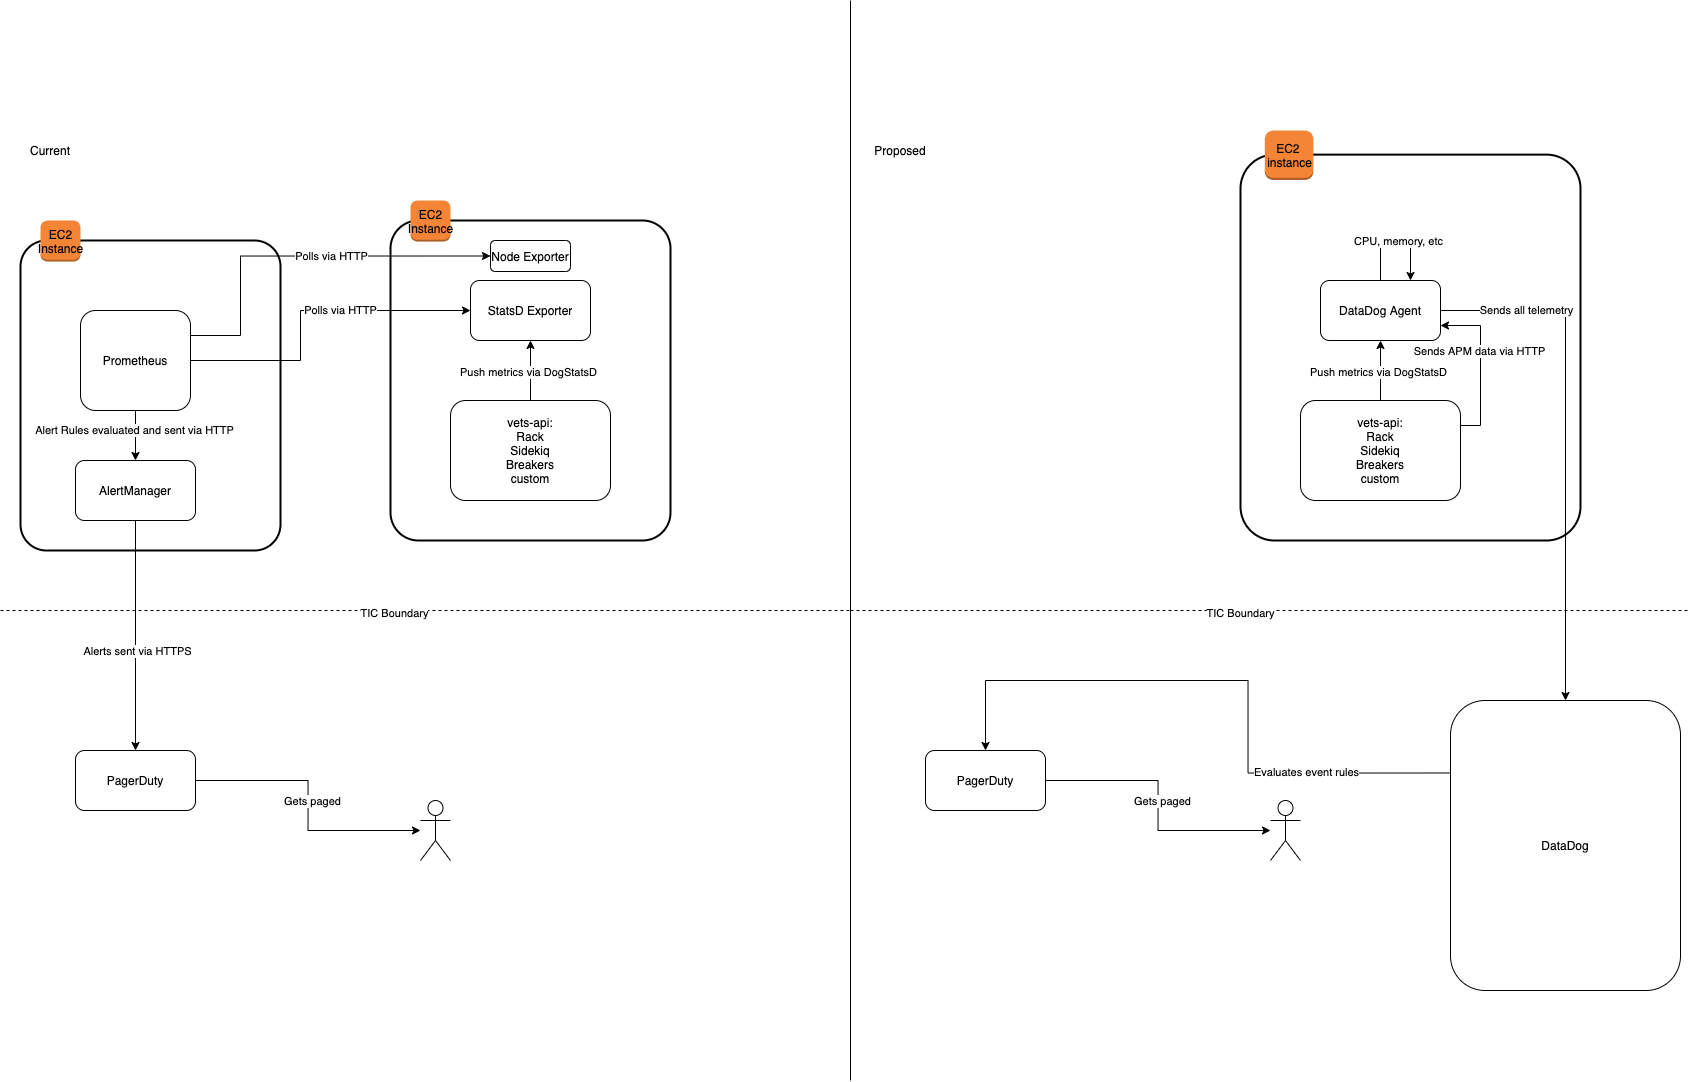 Current
EC2
Instance
EC2
Instance
Polls via HTTP
Node Exporter
Polls via HTTP
StatsD Exporter
Prometheus
Push metrics via DogStatsD
Alert Rules evaluated and sent via HTTP
vets-api:
Rack
Sidekiq
Breakers
custom
AlertManager
TIC Boundary
Alerts sent via HTTPS
PagerDuty
Gets paged
Proposed
EC2
instance
CPU, memory, etc
DataDog Agent
Sends all telemetry
Sends APM data via HTTP
Push metrics via DogStatsD
vets-api:
Rack
Sidekiq
Breakers
custom
TIC Boundary
Evaluates event rules
PagerDuty
Gets paged
DataDog